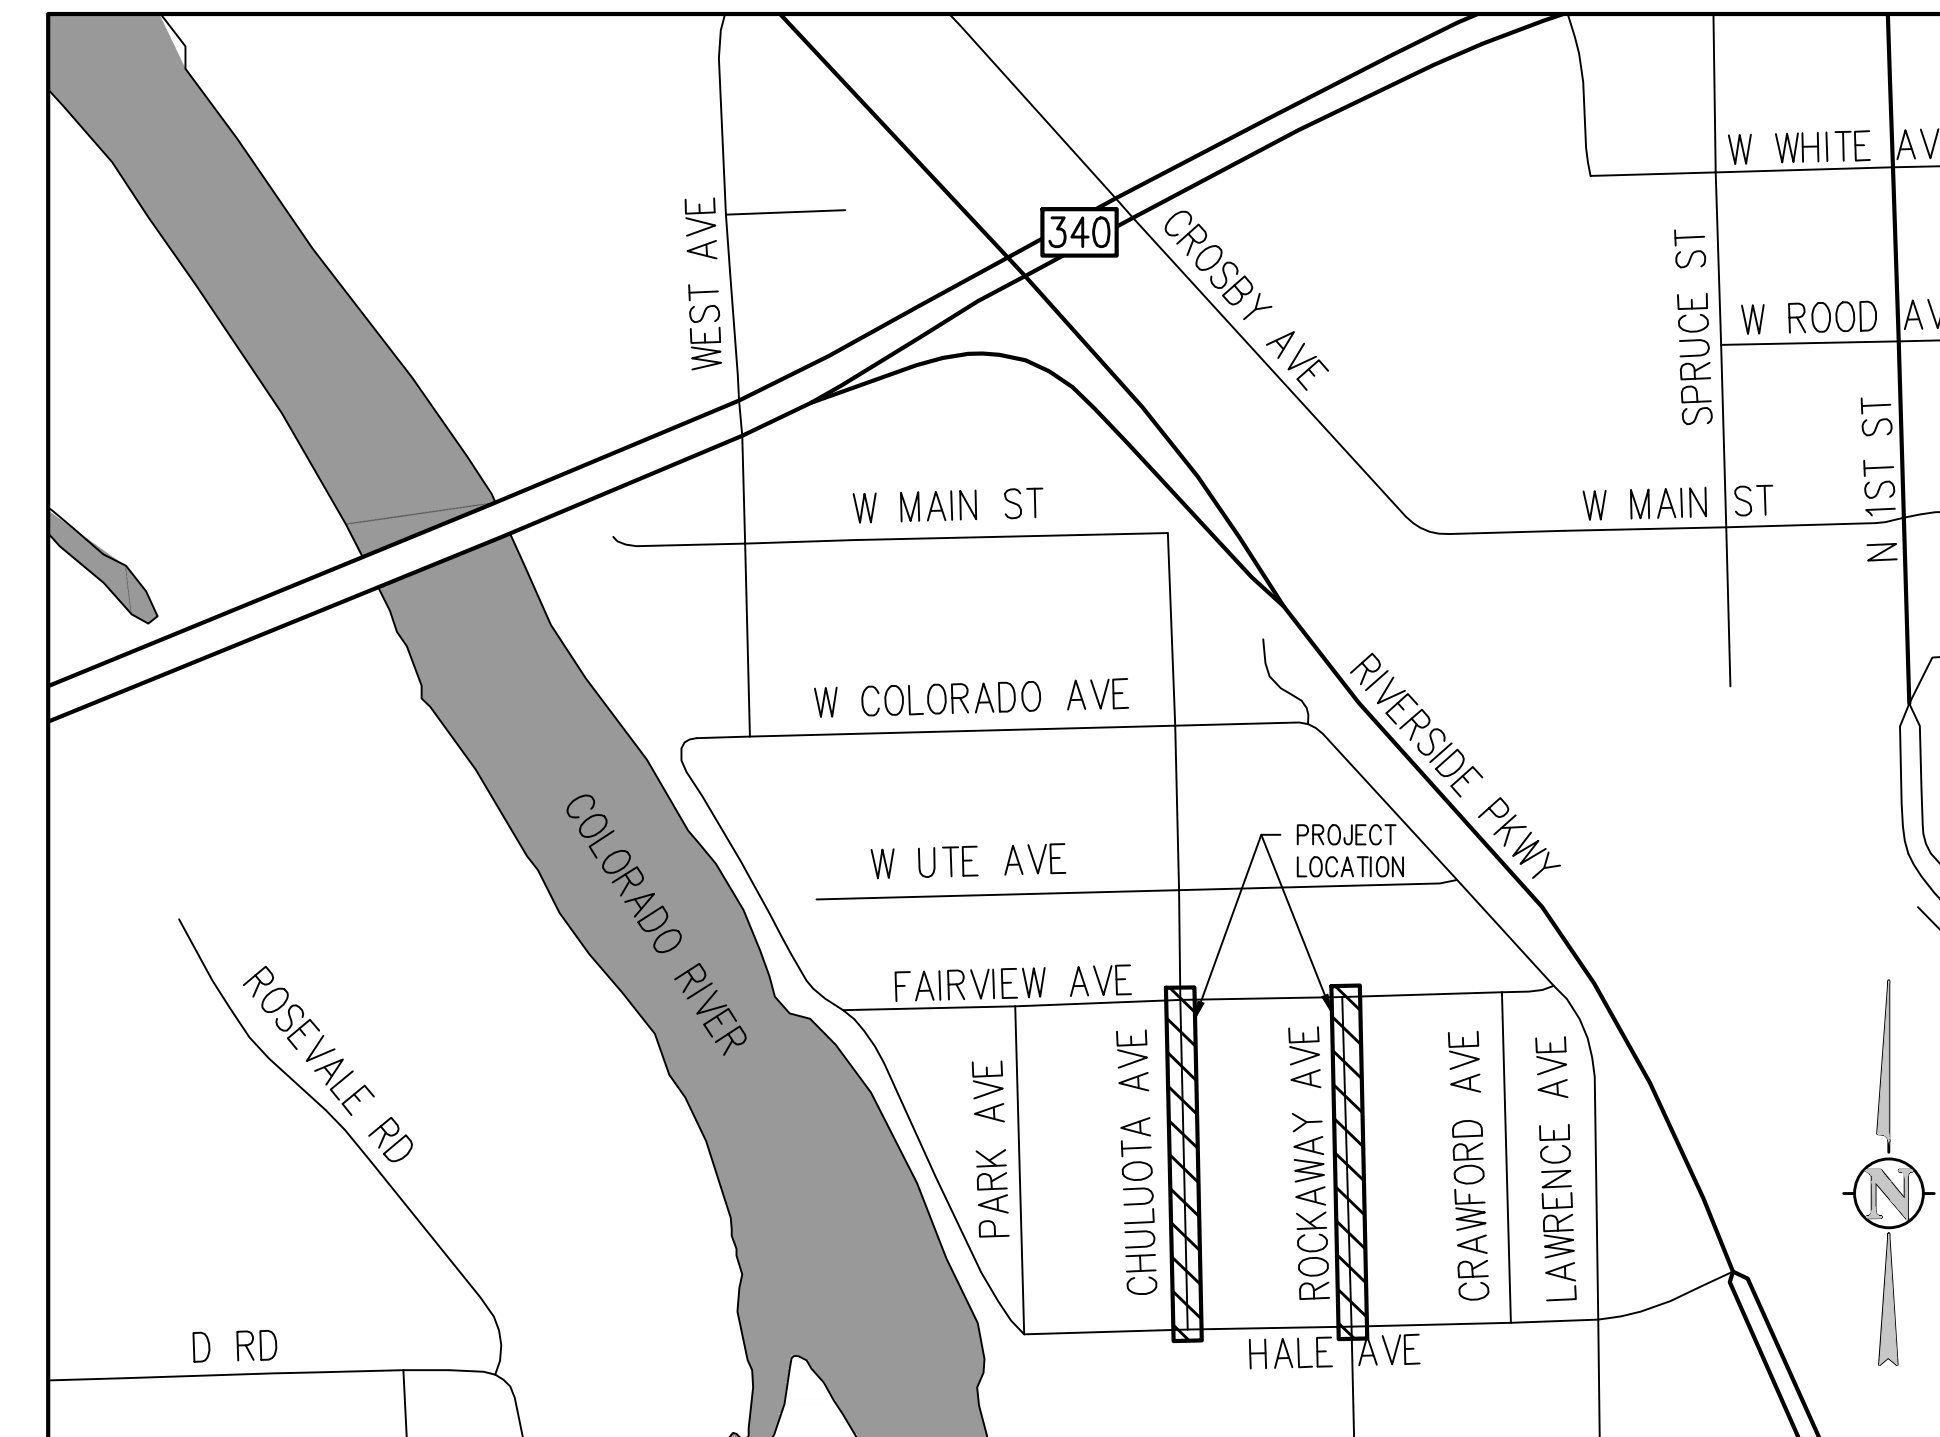 W WHITE AV
340
WEST AVE
CROSBY AVE
SPRUCE ST
W ROOD AV
N 1ST ST
W MAIN ST
W MAIN ST
W COLORADO AVE
RIVERSIDE PKWY
PROJECT
LOCATION
W UTE AVE
COLORADO RIVER
FAIRVIEW AVE
ROSEVALE RD
PARK AVE
CHULUOTA AVE
ROCKAWAY AVE
CRAWFORD AVE
LAWRENCE AVE
N
D RD
HALE AVE